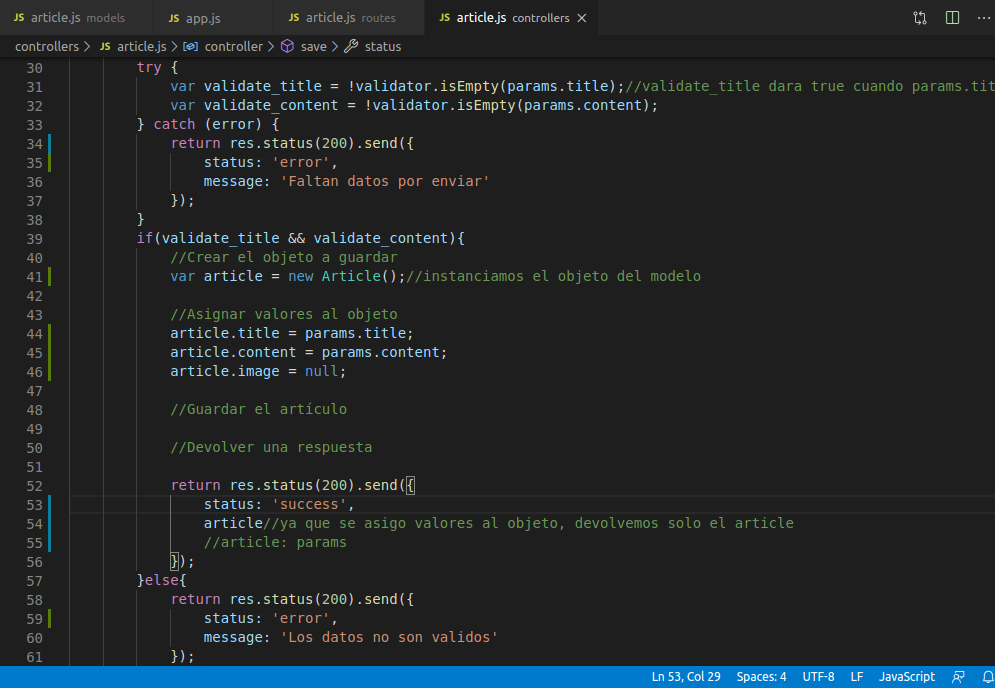 JS article.js models JS app.js JS article.js routes JS article.js controllers ×
controllers > JS article.js > controller > save > status
30 try {
31 var validate_title = !validator.isEmpty(params.title);//validate_title dara true cuando params.tit
32 var validate_content = !validator.isEmpty(params.content);
33 } catch (error) {
34 return res.status(200).send({
35 status: 'error',
36 message: 'Faltan datos por enviar'
37 });
38 }
39 if(validate_title && validate_content){
40 //Crear el objeto a guardar
41 var article = new Article();//instanciamos el objeto del modelo
42
43 //Asignar valores al objeto
44 article.title = params.title;
45 article.content = params.content;
46 article.image = null;
47
48 //Guardar el artículo
49
50 //Devolver una respuesta
51
52 return res.status(200).send({
53 status: 'success',
54 article//ya que se asigo valores al objeto, devolvemos solo el article
55 //article: params
56 });
57 }else{
58 return res.status(200).send({
59 status: 'error',
60 message: 'Los datos no son validos'
61 });
Ln 53, Col 29 Spaces: 4 UTF-8 LF JavaScript